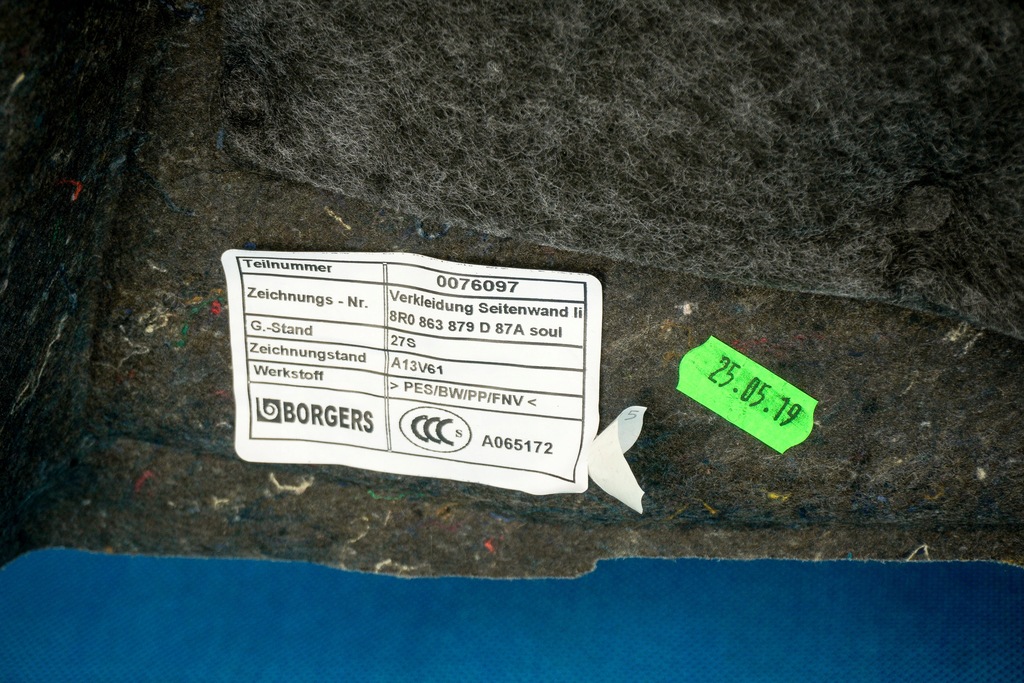 Teilnummer 0076097
Zeichnungs - Nr. Verkleidung Seitenwand li
8R0 863 879 D 87A soul
G.-Stand 27S
Zeichnungstand A13V61
Werkstoff > PES/BW/PP/FNV <
BORGERS CCC S A065172
5
25.05.19